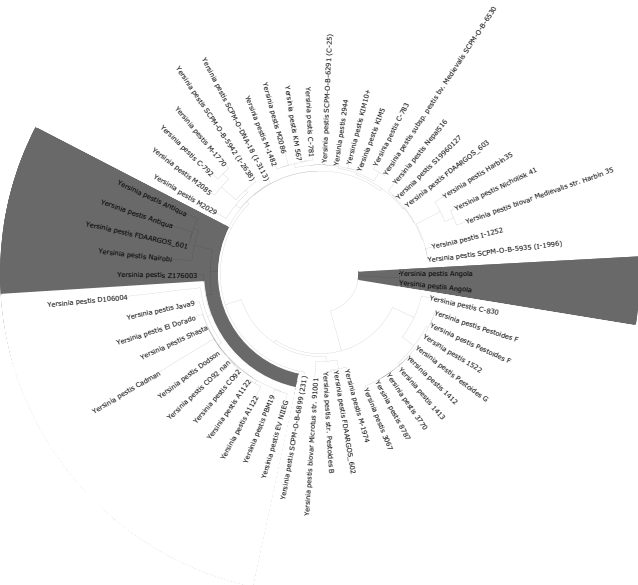 Yersinia pestis SCPM-O-B-6291 (C-25)
Yersinia pestis 2944
Yersinia pestis KIM10+
Yersinia pestis KIM5
Yersinia pestis C-783
Yersinia pestis subsp. pestis bv. Medievalis SCPM-O-B-6530
Yersinia pestis Nepal516
Yersinia pestis S19960127
Yersinia pestis FDAARGOS_603
Yersinia pestis Harbin35
Yersinia pestis Nicholisk 41
Yersinia pestis biovar Medievalis str. Harbin 35
Yersinia pestis I-1252
Yersinia pestis SCPM-O-B-5935 (I-1996)
Yersinia pestis Angola
Yersinia pestis Angola
Yersinia pestis C-830
Yersinia pestis Pestoides F
Yersinia pestis Pestoides F
Yersinia pestis 1522
Yersinia pestis Pestoides G
Yersinia pestis 1412
Yersinia pestis 1413
Yersinia pestis 3770
Yersinia pestis 8787
Yersinia pestis 3067
Yersinia pestis M-1974
Yersinia pestis FDAARGOS_602
Yersinia pestis str. Pestoides B
Yersinia pestis biovar Microtus str. 91001
Yersinia pestis SCPM-O-B-6899 (231)
Yersinia pestis EV NIIEG
Yersinia pestis PBM19
Yersinia pestis A1122
Yersinia pestis A1122
Yersinia pestis CO92
Yersinia pestis CO92 nan
Yersinia pestis Dodson
Yersinia pestis Cadman
Yersinia pestis Shasta
Yersinia pestis El Dorado
Yersinia pestis Java9
Yersinia pestis D106004
Yersinia pestis Z176003
Yersinia pestis Nairobi
Yersinia pestis FDAARGOS_601
Yersinia pestis Antiqua
Yersinia pestis Antiqua
Yersinia pestis M2029
Yersinia pestis M2085
Yersinia pestis C-792
Yersinia pestis M-1770
Yersinia pestis SCPM-O-B-5942 (I-2638)
Yersinia pestis SCPM-O-DNA-18 (I-3113)
Yersinia pestis M-1482
Yersinia pestis M2086
Yersinia pestis KM 567
Yersinia pestis C-781